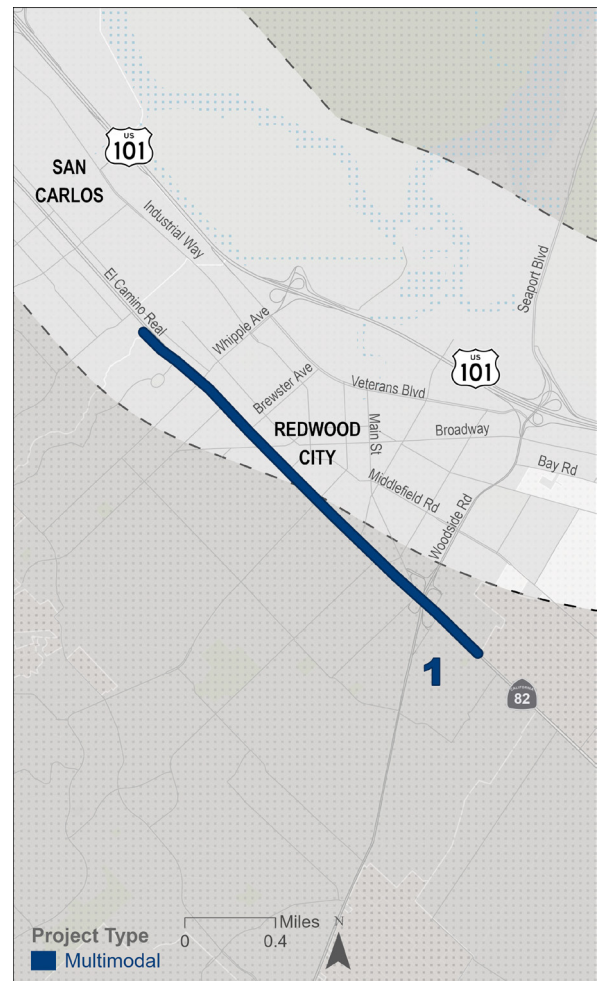 US
101
SAN
CARLOS
Industrial Way
Seaport Blvd
El Camino Real
Whipple Ave
US
101
Brewster Ave
Veterans Blvd
REDWOOD
CITY
Main St
Broadway
Bay Rd
Middlefield Rd
Woodside Rd
1
CALIFORNIA
82
Miles
N
0
0.4
Project Type
Multimodal